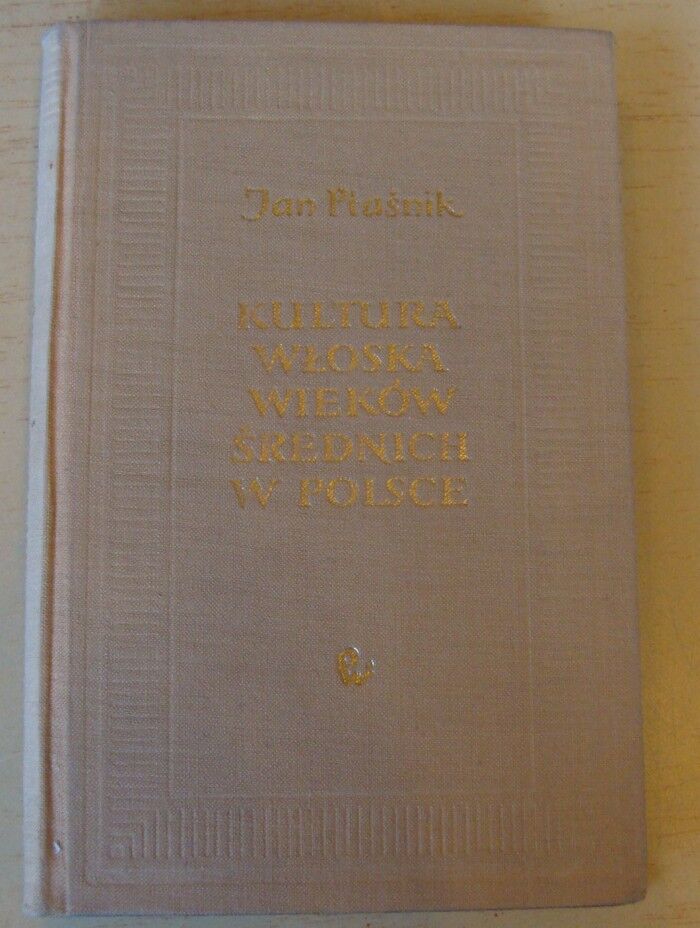 Jan Ptaśnik
KULTURA
WŁOSKA
WIEKÓW
ŚREDNICH
W POLSCE